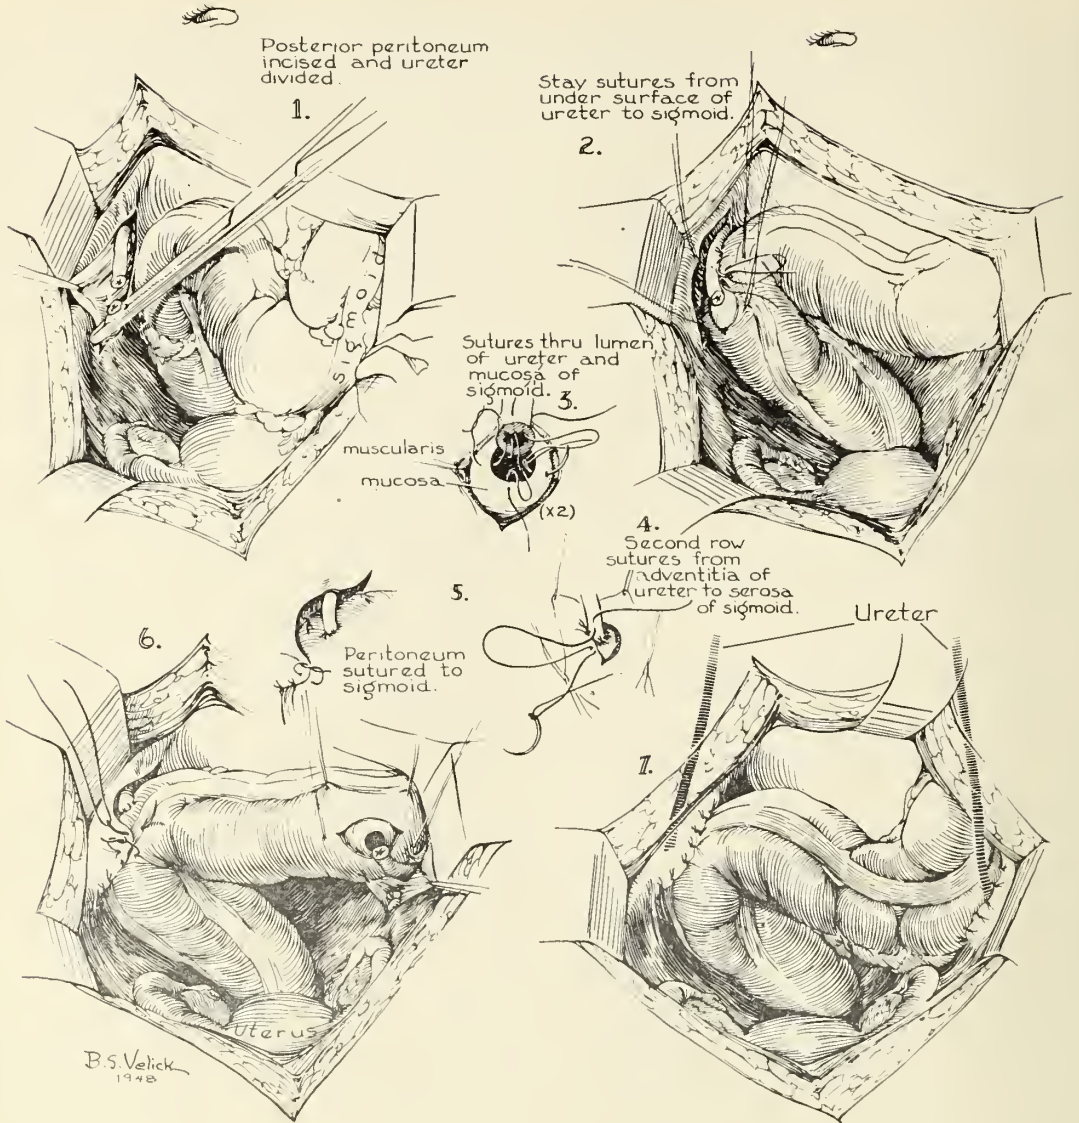 Posterior peritoneum
incised and ureter
divided.
1.
sigmoid
Stay sutures from
under surface of
ureter to sigmoid.
2.
Sutures thru lumen
of ureter and
mucosa of
sigmoid.
3.
muscularis
mucosa
(x2)
4.
Second row
sutures from
adventitia of
ureter to serosa
of sigmoid.
5.
Peritoneum
sutured to
sigmoid.
6.
uterus
Ureter
7.
B.S. Velick
1948